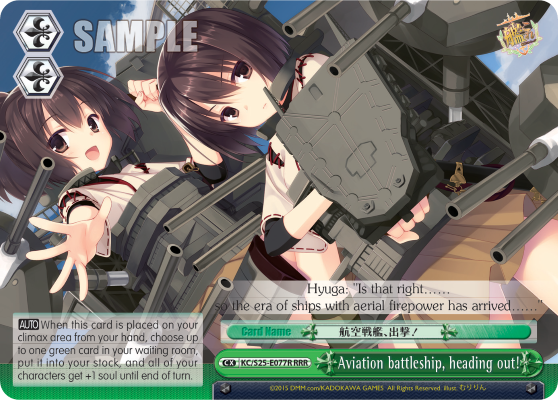 SAMPLE
Hyuga: "Is that right……
so the era of ships with aerial firepower has arrived……"
Card Name
航空戦艦、出撃!
AUTO When this card is placed on your
climax area from your hand, choose up
to one green card in your waiting room,
put it into your stock, and all of your
characters get +1 soul until end of turn.
CX KC/S25-E077R RRR
Aviation battleship, heading out!
©2015 DMM.com/KADOKAWA GAMES All Rights Reserved. Illust. むりりん